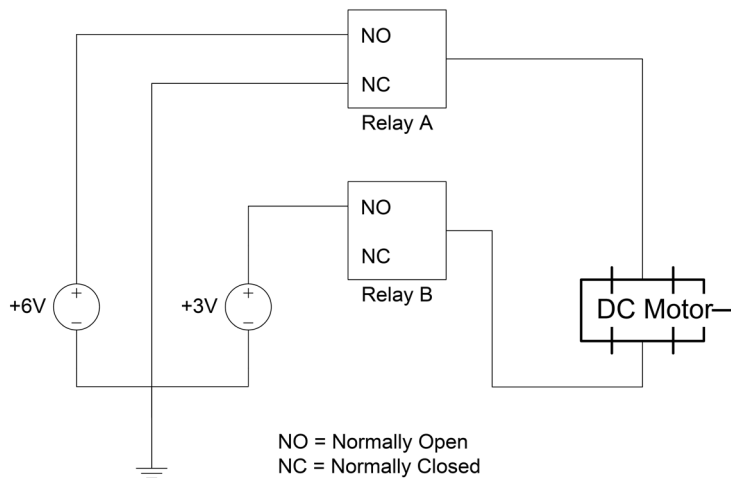 NO
NC
Relay A
NO
NC
Relay B
+6V
+
−
+3V
+
−
DC Motor
NO = Normally Open
NC = Normally Closed